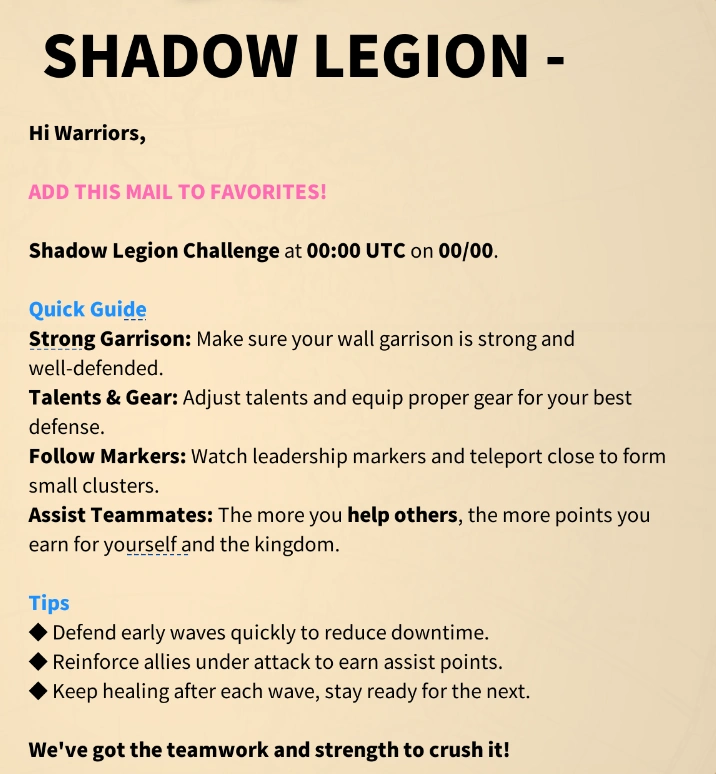 SHADOW LEGION -
Hi Warriors,
ADD THIS MAIL TO FAVORITES!
Shadow Legion Challenge at 00:00 UTC on 00/00.
Quick Guide
Strong Garrison: Make sure your wall garrison is strong and
well-defended.
Talents & Gear: Adjust talents and equip proper gear for your best
defense.
Follow Markers: Watch leadership markers and teleport close to form
small clusters.
Assist Teammates: The more you help others, the more points you
earn for yourself and the kingdom.
Tips
◆ Defend early waves quickly to reduce downtime.
◆ Reinforce allies under attack to earn assist points.
◆ Keep healing after each wave, stay ready for the next.
We've got the teamwork and strength to crush it!